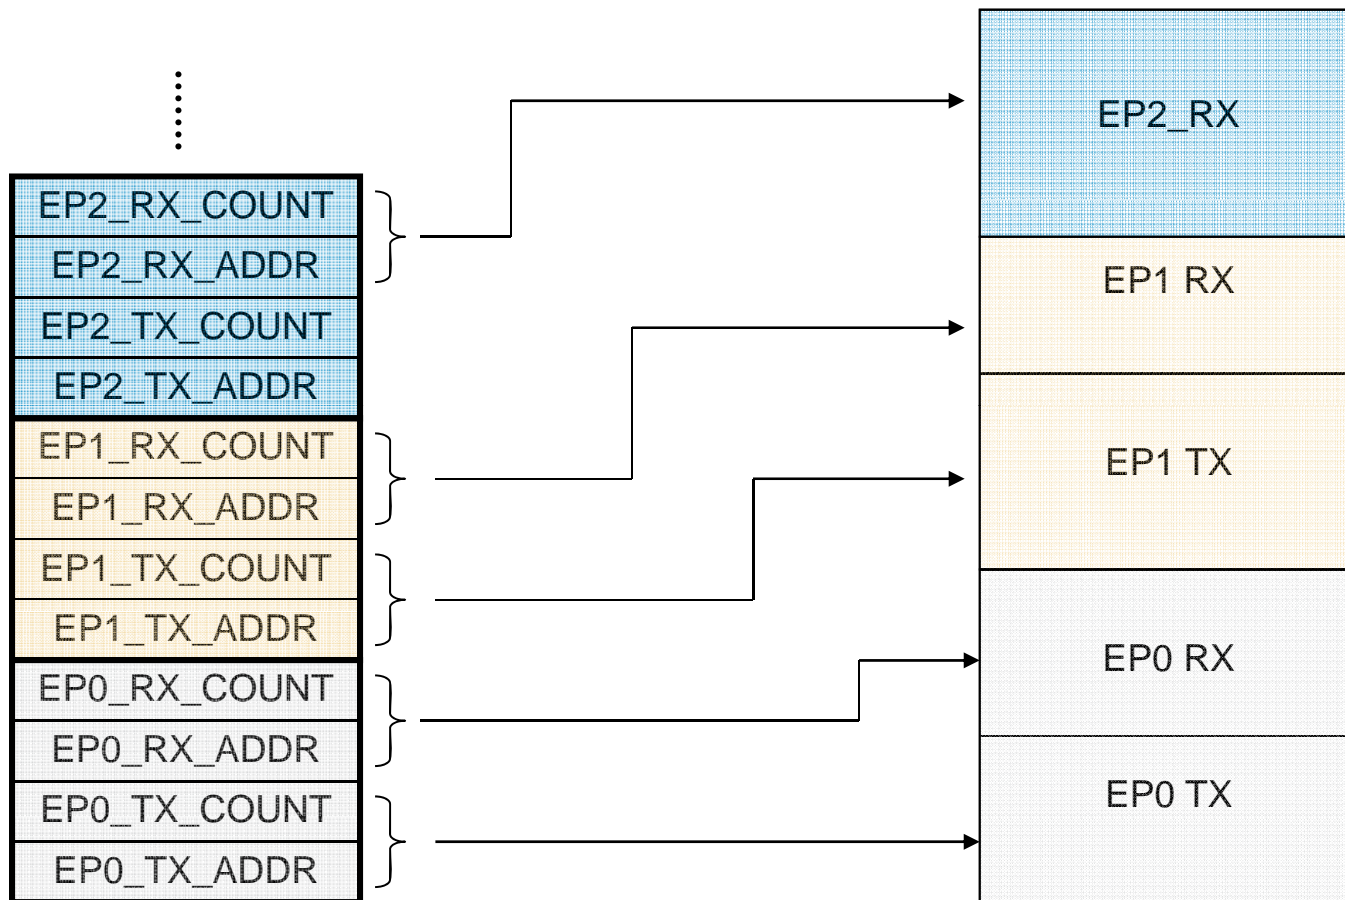 EP2_RX_COUNT
EP2_RX_ADDR
EP2_TX_COUNT
EP2_TX_ADDR
EP1_RX_COUNT
EP1_RX_ADDR
EP1_TX_COUNT
EP1_TX_ADDR
EP0_RX_COUNT
EP0_RX_ADDR
EP0_TX_COUNT
EP0_TX_ADDR
EP2_RX
EP1 RX
EP1 TX
EP0 RX
EP0 TX